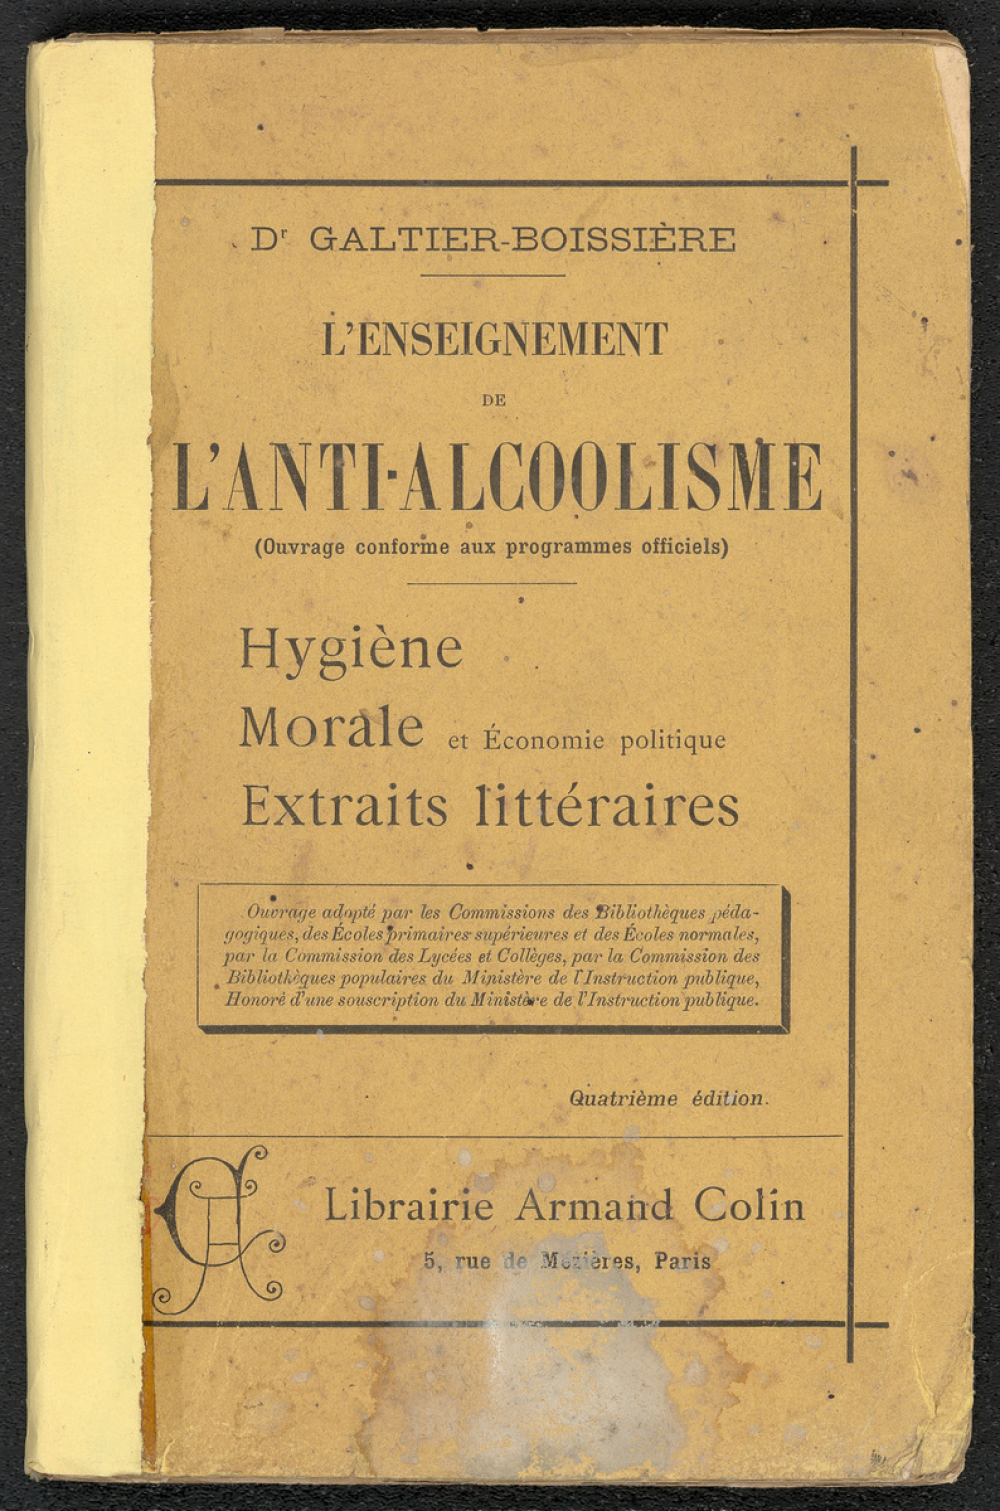 Dr GALTIER-BOISSIÈRE
L'ENSEIGNEMENT
DE
L'ANTI-ALCOOLISME
(Ouvrage conforme aux programmes officiels)
Hygiène
Morale et Économie politique
Extraits littéraires
Ouvrage adopté par les Commissions des Bibliothèques péda-
gogiques, des Écoles primaires supérieures et des Écoles normales,
par la Commission des Lycées et Collèges, par la Commission des
Bibliothèques populaires du Ministère de l'Instruction publique,
Honoré d'une souscription du Ministère de l'Instruction publique.
Quatrième édition.
Librairie Armand Colin
5, rue de Mézières, Paris